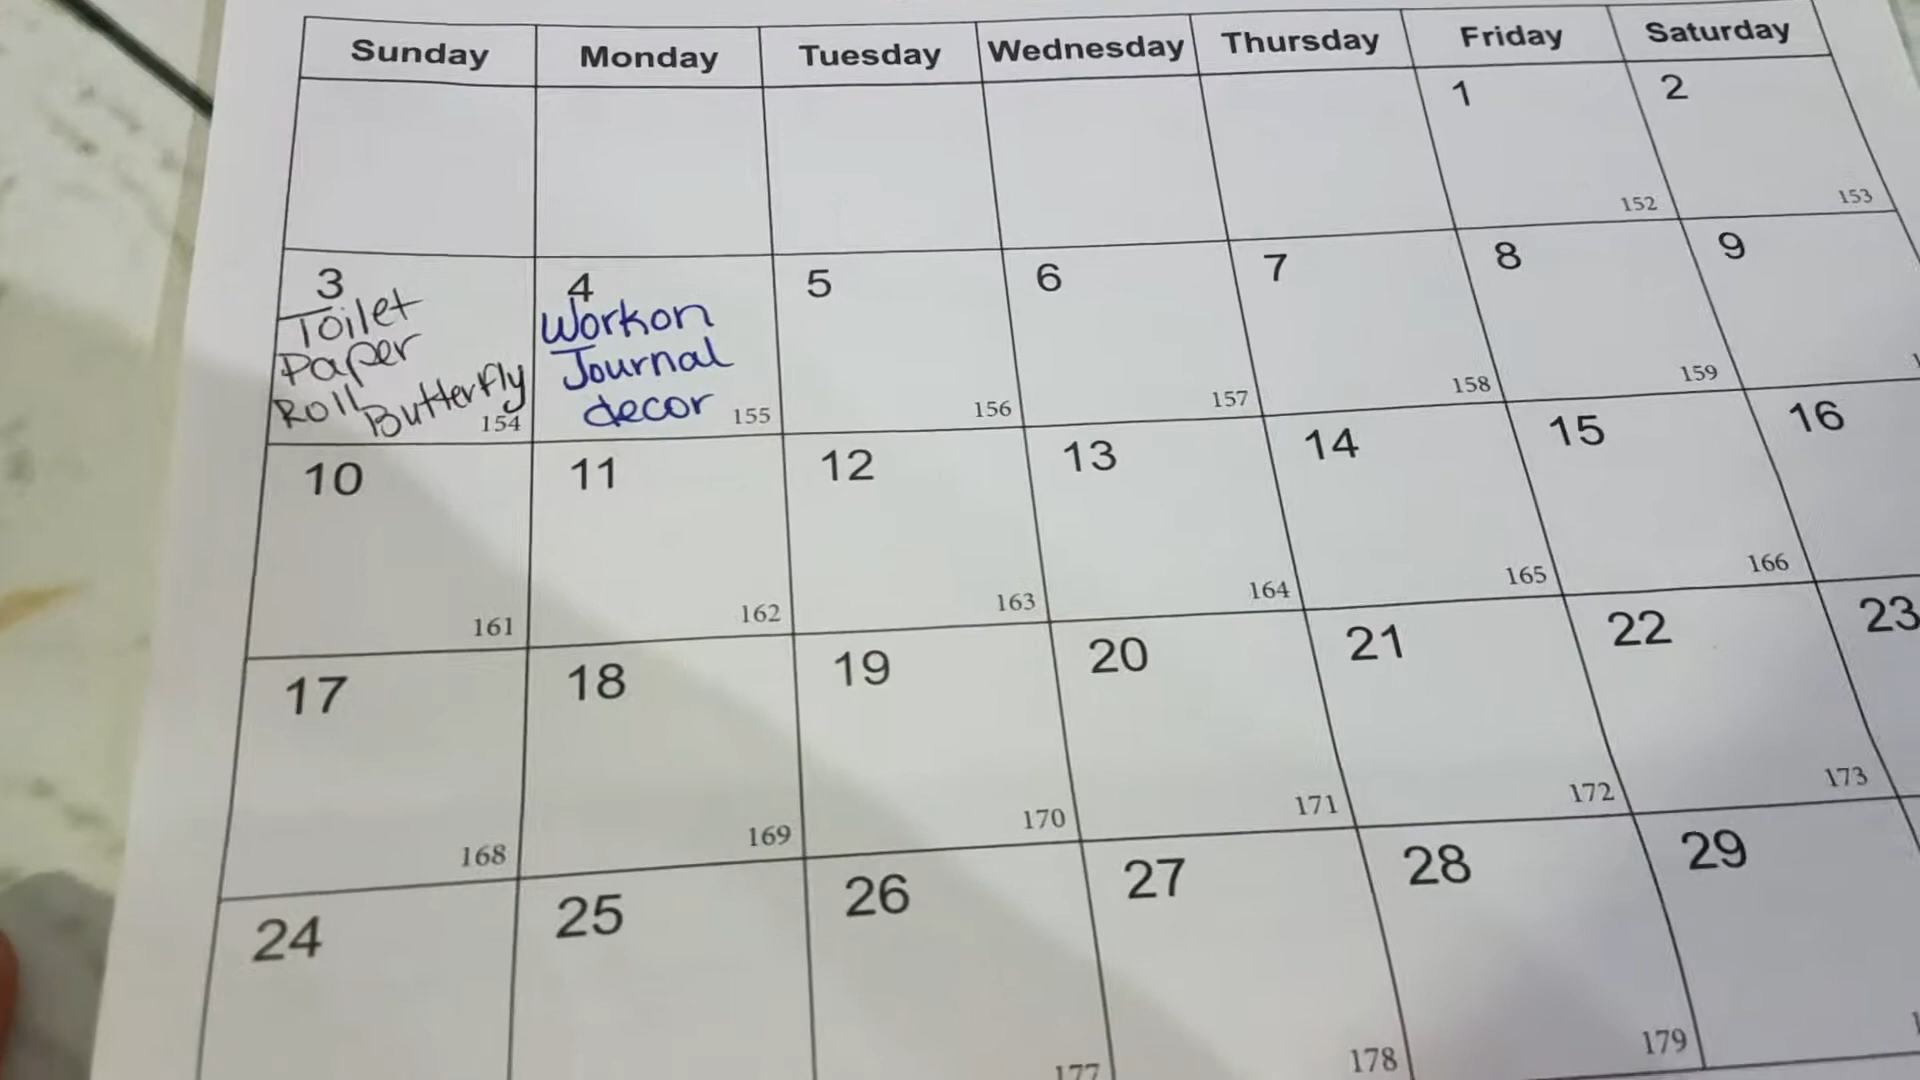 Sunday Monday Tuesday Wednesday Thursday Friday Saturday
1 2
152 153
3 4 5 6 7 8 9
Toilet
Paper
Roll Butterfly
Workon
Journal
decor
154 155 156 157 158 159
10 11 12 13 14 15 16
161 162 163 164 165 166
17 18 19 20 21 22 23
168 169 170 171 172 173
24 25 26 27 28 29
177 178 179